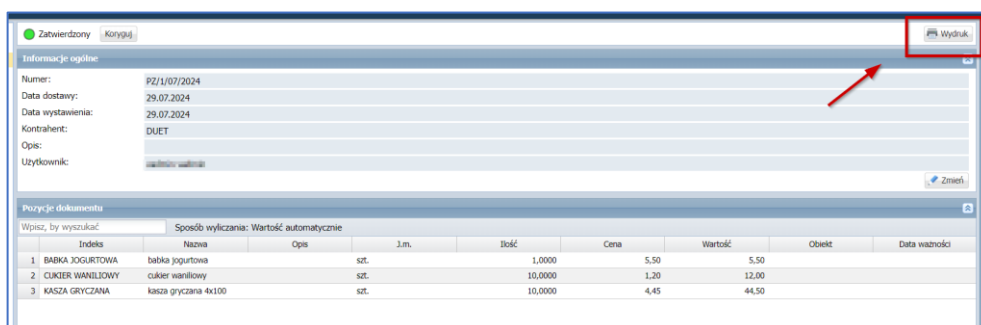 Zatwierdzony Koryguj Wydruk
Informacje ogólne
Numer: PZ/1/07/2024
Data dostawy: 29.07.2024
Data wystawienia: 29.07.2024
Kontrahent: DUET
Opis:
Użytkownik:
Zmień
Pozycje dokumentu
Wpisz, by wyszukać Sposób wyliczania: Wartość automatycznie
Indeks Nazwa Opis J.m. Ilość Cena Wartość Obiekt Data ważności
1 BABKA JOGURTOWA babka jogurtowa szt. 1,0000 5,50 5,50
2 CUKIER WANILIOWY cukier waniliowy szt. 10,0000 1,20 12,00
3 KASZA GRYCZANA kasza gryczana 4x100 szt. 10,0000 4,45 44,50